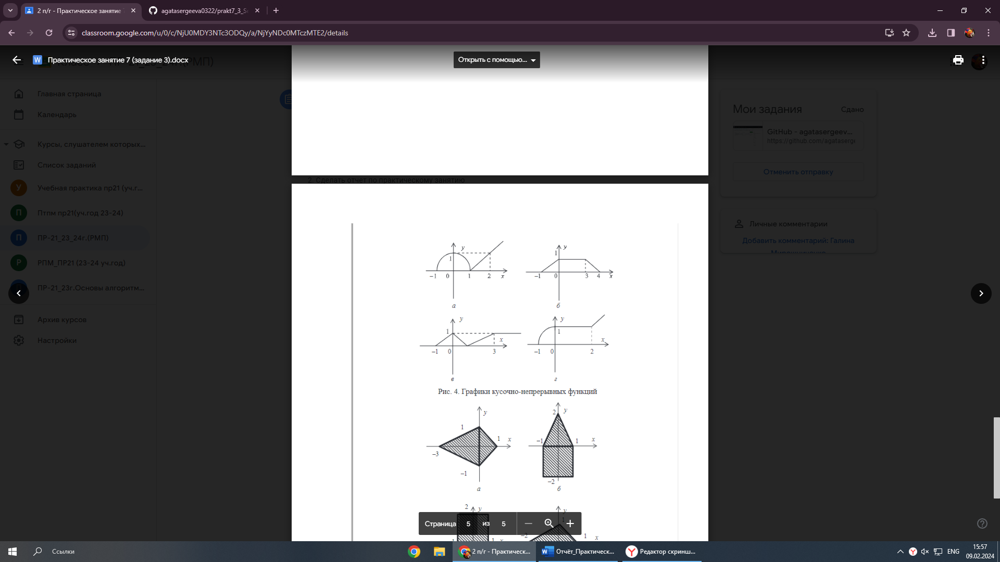 2 п/г - Практическое занятие
agatasergeeva0322/prakt7_3_Se
classroom.google.com/u/0/c/NjU0MDY3NTc3ODQy/a/NjYyNDc0MTczMTE2/details
W Практическое занятие 7 (задание 3).docx
(РМП)
Открыть с помощью...
Главная страница
Календарь
Курсы, слушателем которых...
Список заданий
У Учебная практика пр21 (уч.г...
П Птпм пр21(уч.год 23-24)
П ПР-21_23_24г.(РМП)
Р РПМ_ПР21 (23-24 уч.год)
ПР-21_23г.Основы алгоритм...
Архив курсов
Настройки
2. Сделать отчет по практическому занятию
Мои задания
Сдано
GitHub - agatasergeev...
https://github.com/agataserge
Отменить отправку
Личные комментарии
Добавить комментарий: Галина
Мирошниченко
y
1
−1 0 1 2 x
а
y
1
−1 0 3 4 x
б
y
1
x
−1 0 3
в
y
1
x
−1 0 2
г
Рис. 4. Графики кусочно-непрерывных функций
y
1
1 x
−3
−1
а
2 y
−1 1 x
−2
б
2 y
1 x
y
1
−2 1 x
Страница 5 из 5
Ссылки
2 п/г - Практическ...
Отчёт_Практическ...
Редактор скринш...
ENG
15:57
09.02.2024